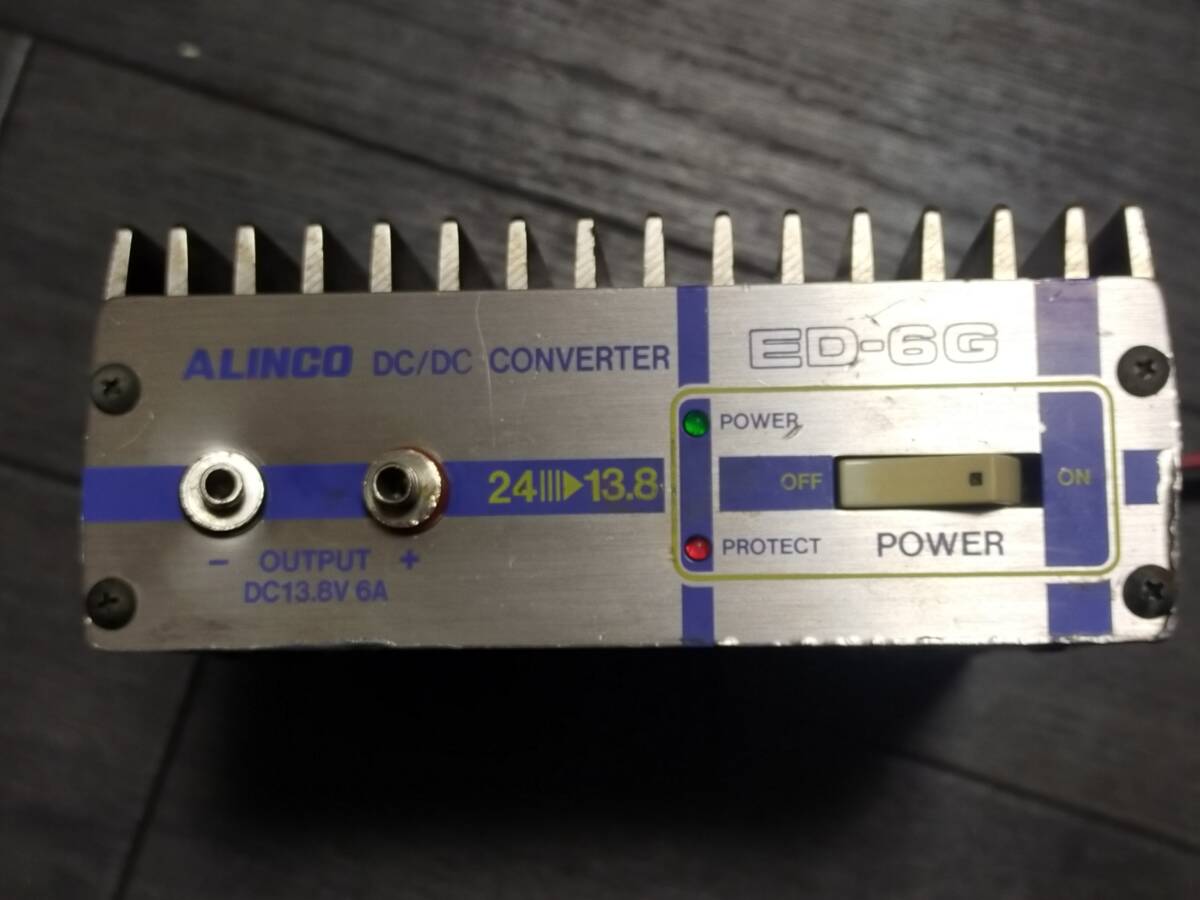 ALINCO DC/DC CONVERTER
ED-6G
POWER
24 13.8
OFF
ON
PROTECT
POWER
- OUTPUT +
DC13.8V 6A